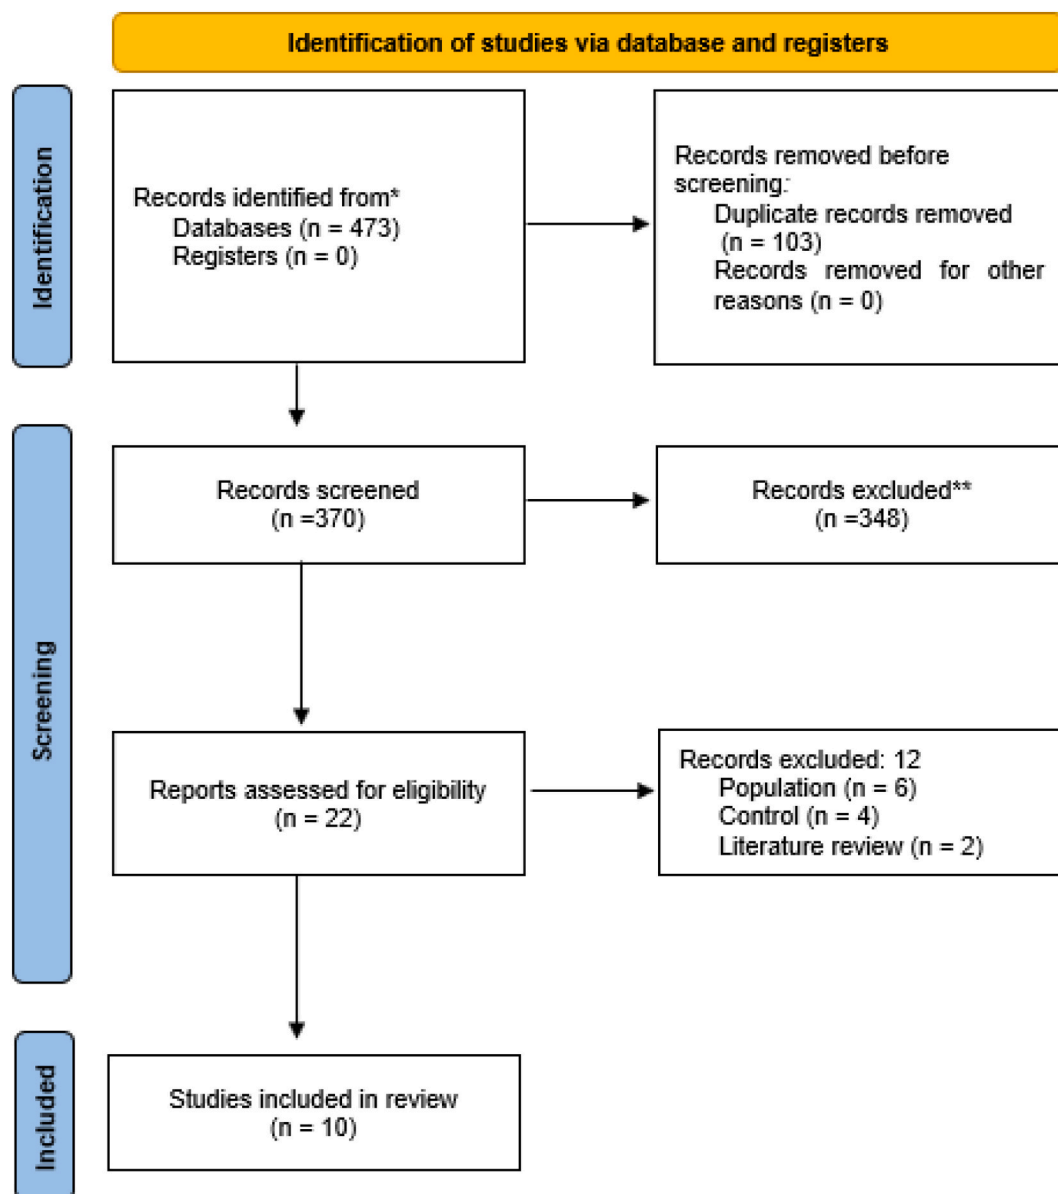 Identification of studies via database and registers
Identification
Records identified from*
Databases (n = 473)
Registers (n = 0)
Records removed before
screening:
Duplicate records removed
(n = 103)
Records removed for other
reasons (n = 0)
Screening
Records screened
(n =370)
Records excluded**
(n =348)
Reports assessed for eligibility
(n = 22)
Records excluded: 12
Population (n = 6)
Control (n = 4)
Literature review (n = 2)
Included
Studies included in review
(n = 10)